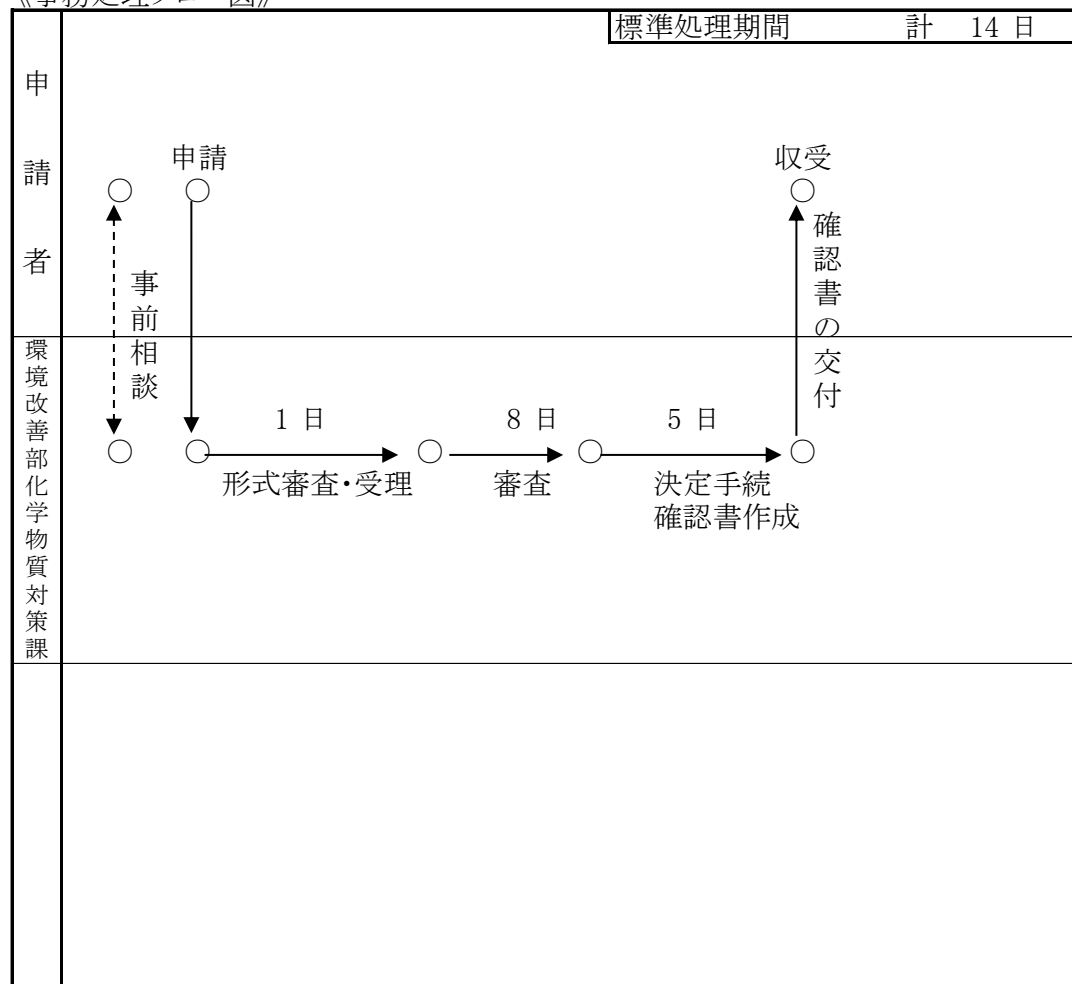 標準処理期間 計 14 日
申請者
申請
収受
事前相談
確認書の交付
環境改善部化学物質対策課
1 日
8 日
5 日
形式審査・受理
審査
決定手続
確認書作成